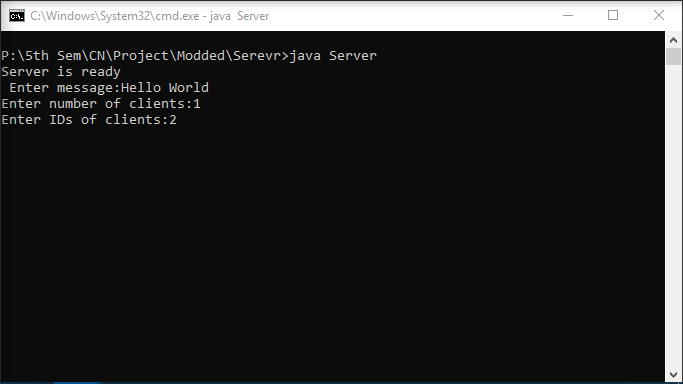 C:\Windows\System32\cmd.exe - java  Server
P:\5th Sem\CN\Project\Modded\Serevr>java Server
Server is ready
 Enter message:Hello World
Enter number of clients:1
Enter IDs of clients:2